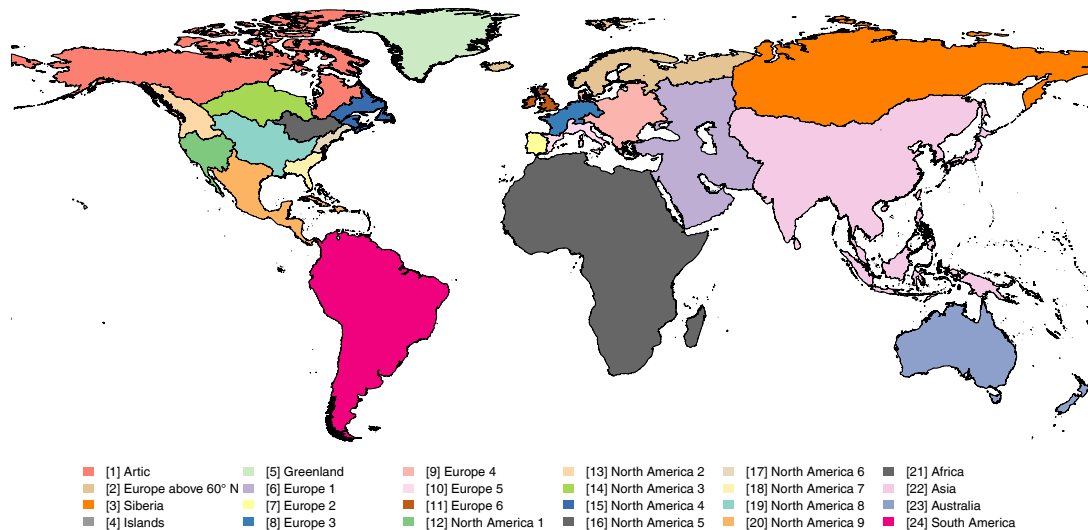 [1] Artic [5] Greenland [9] Europe 4 [13] North America 2 [17] North America 6 [21] Africa
[2] Europe above 60° N [6] Europe 1 [10] Europe 5 [14] North America 3 [18] North America 7 [22] Asia
[3] Siberia [7] Europe 2 [11] Europe 6 [15] North America 4 [19] North America 8 [23] Australia
[4] Islands [8] Europe 3 [12] North America 1 [16] North America 5 [20] North America 9 [24] South America